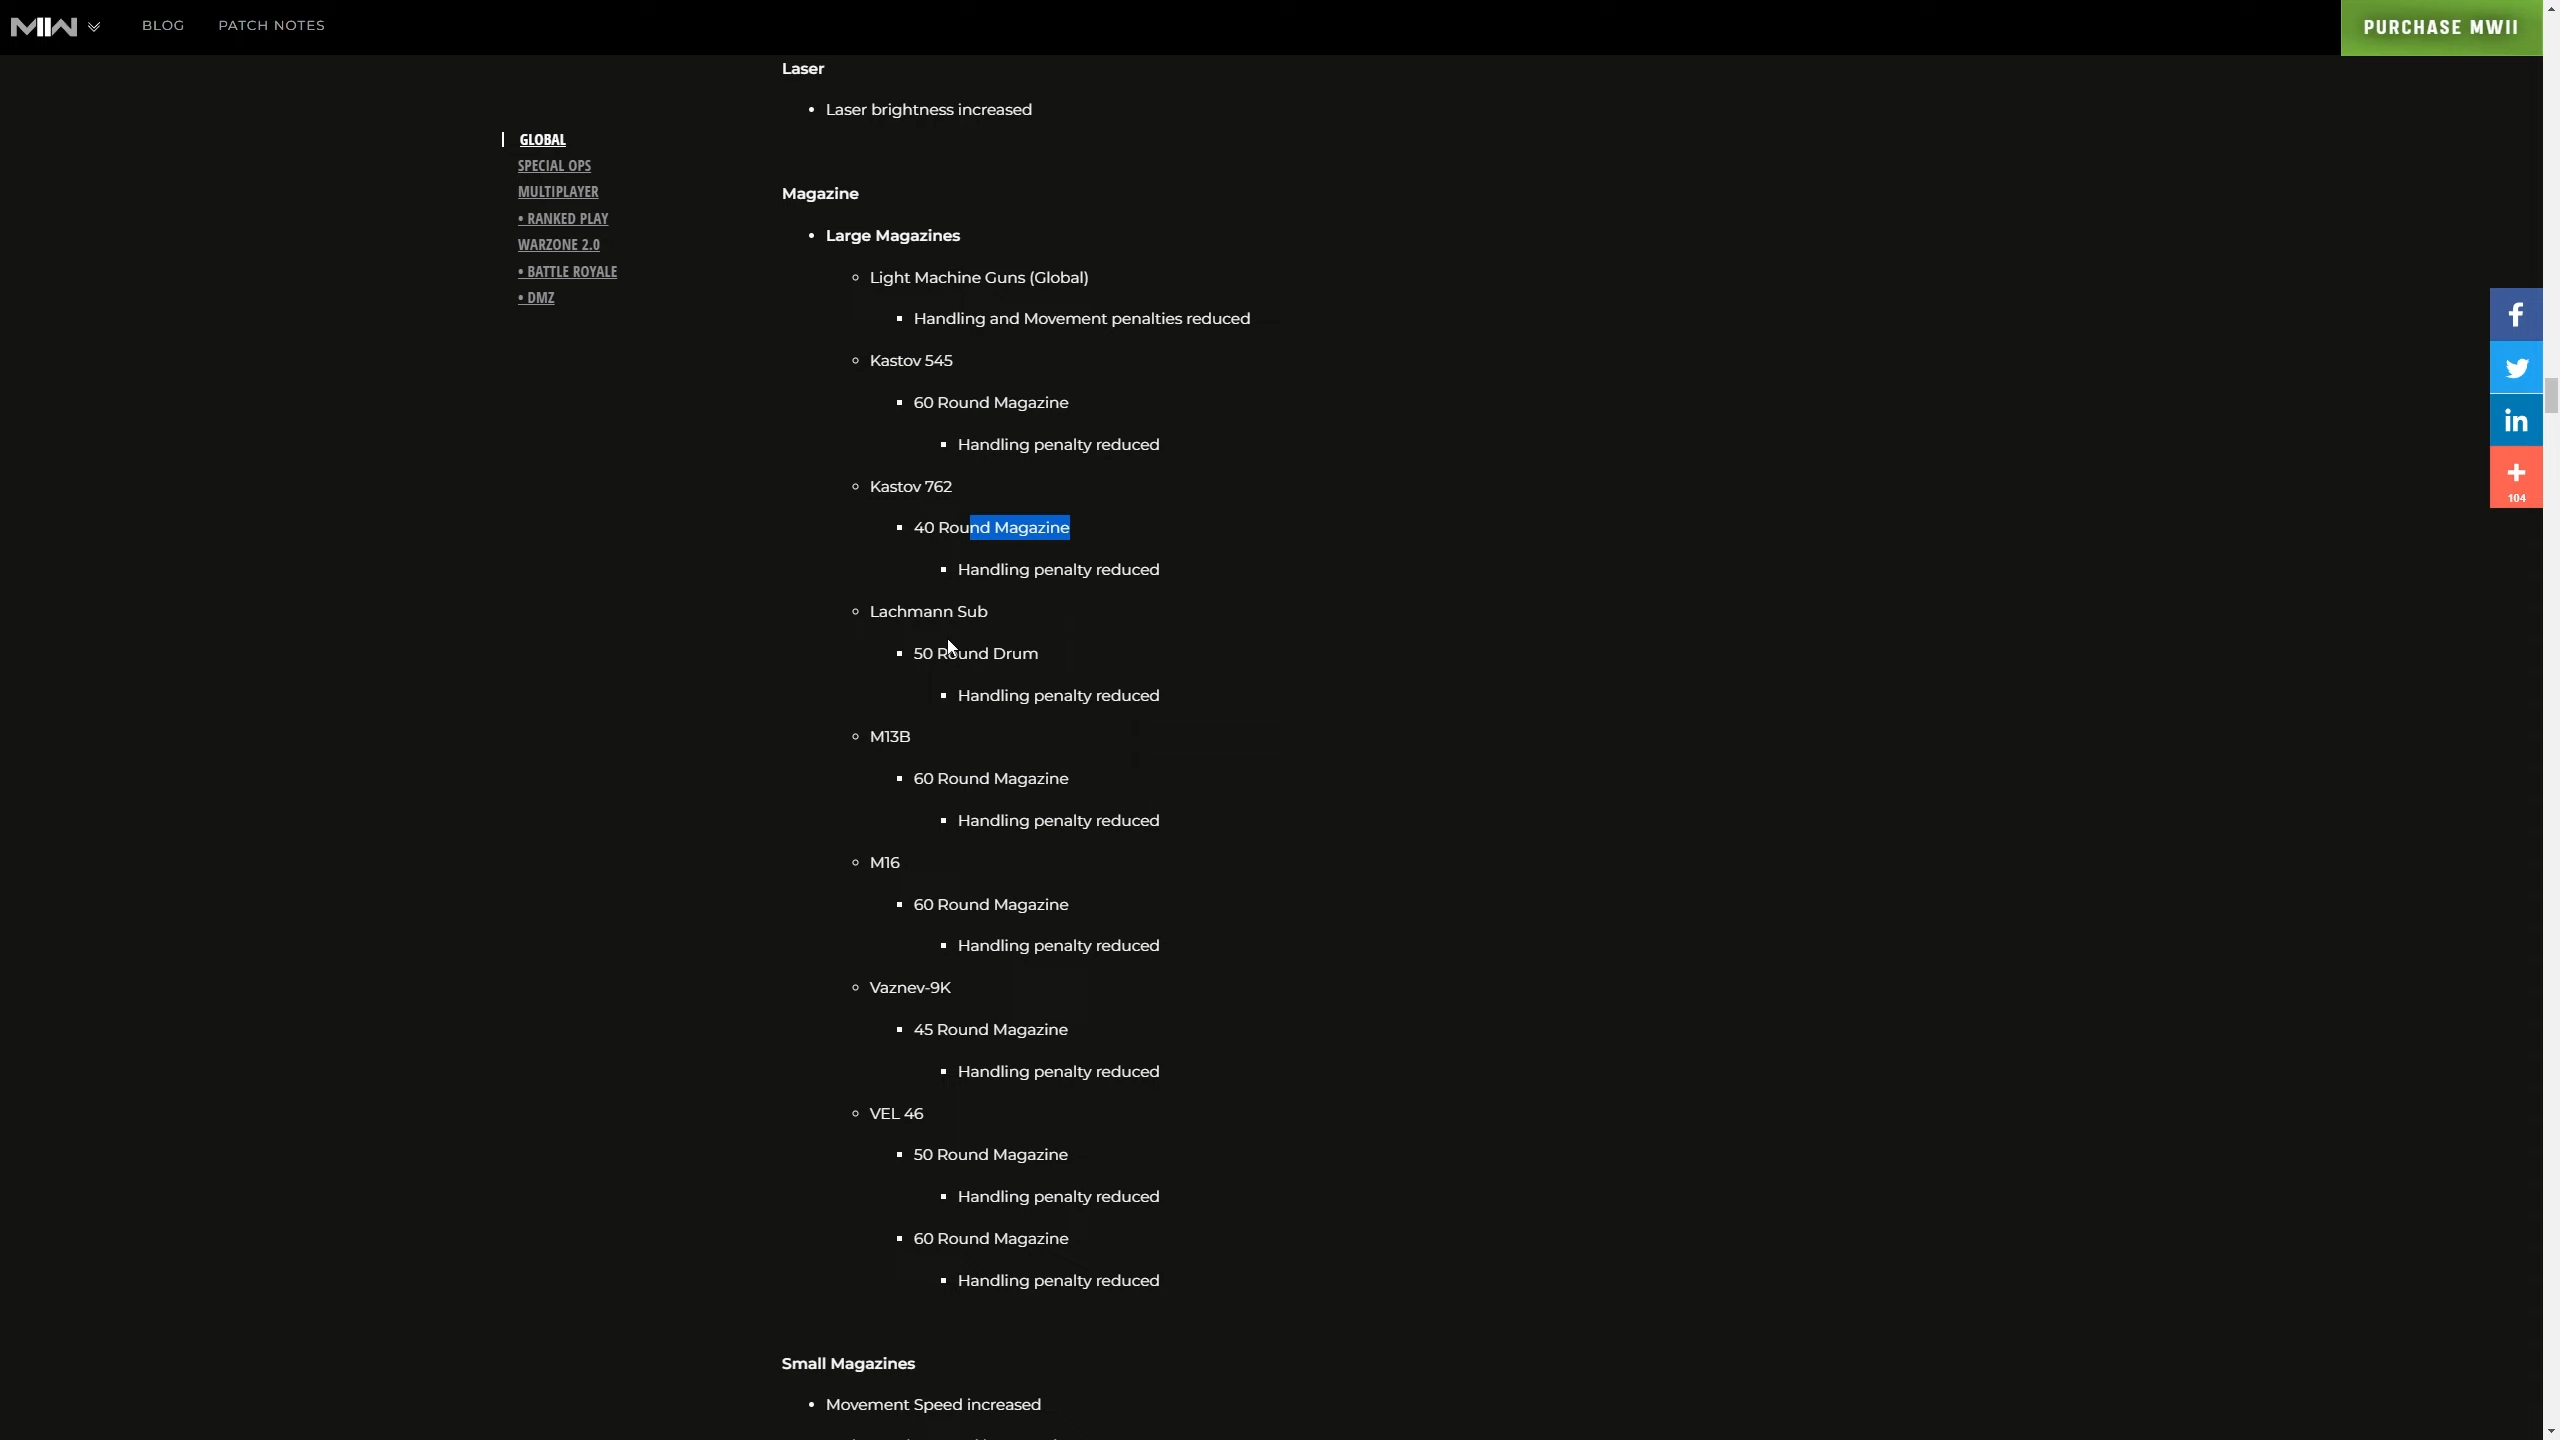 MIIW
BLOG
PATCH NOTES
PURCHASE MWII
GLOBAL
SPECIAL OPS
MULTIPLAYER
• RANKED PLAY
WARZONE 2.0
• BATTLE ROYALE
• DMZ
Laser
• Laser brightness increased
Magazine
• Large Magazines
Light Machine Guns (Global)
Handling and Movement penalties reduced
Kastov 545
60 Round Magazine
Handling penalty reduced
Kastov 762
40 Round Magazine
Handling penalty reduced
Lachmann Sub
50 Round Drum
Handling penalty reduced
M13B
60 Round Magazine
Handling penalty reduced
M16
60 Round Magazine
Handling penalty reduced
Vaznev-9K
45 Round Magazine
Handling penalty reduced
VEL 46
50 Round Magazine
Handling penalty reduced
60 Round Magazine
Handling penalty reduced
Small Magazines
• Movement Speed increased
104